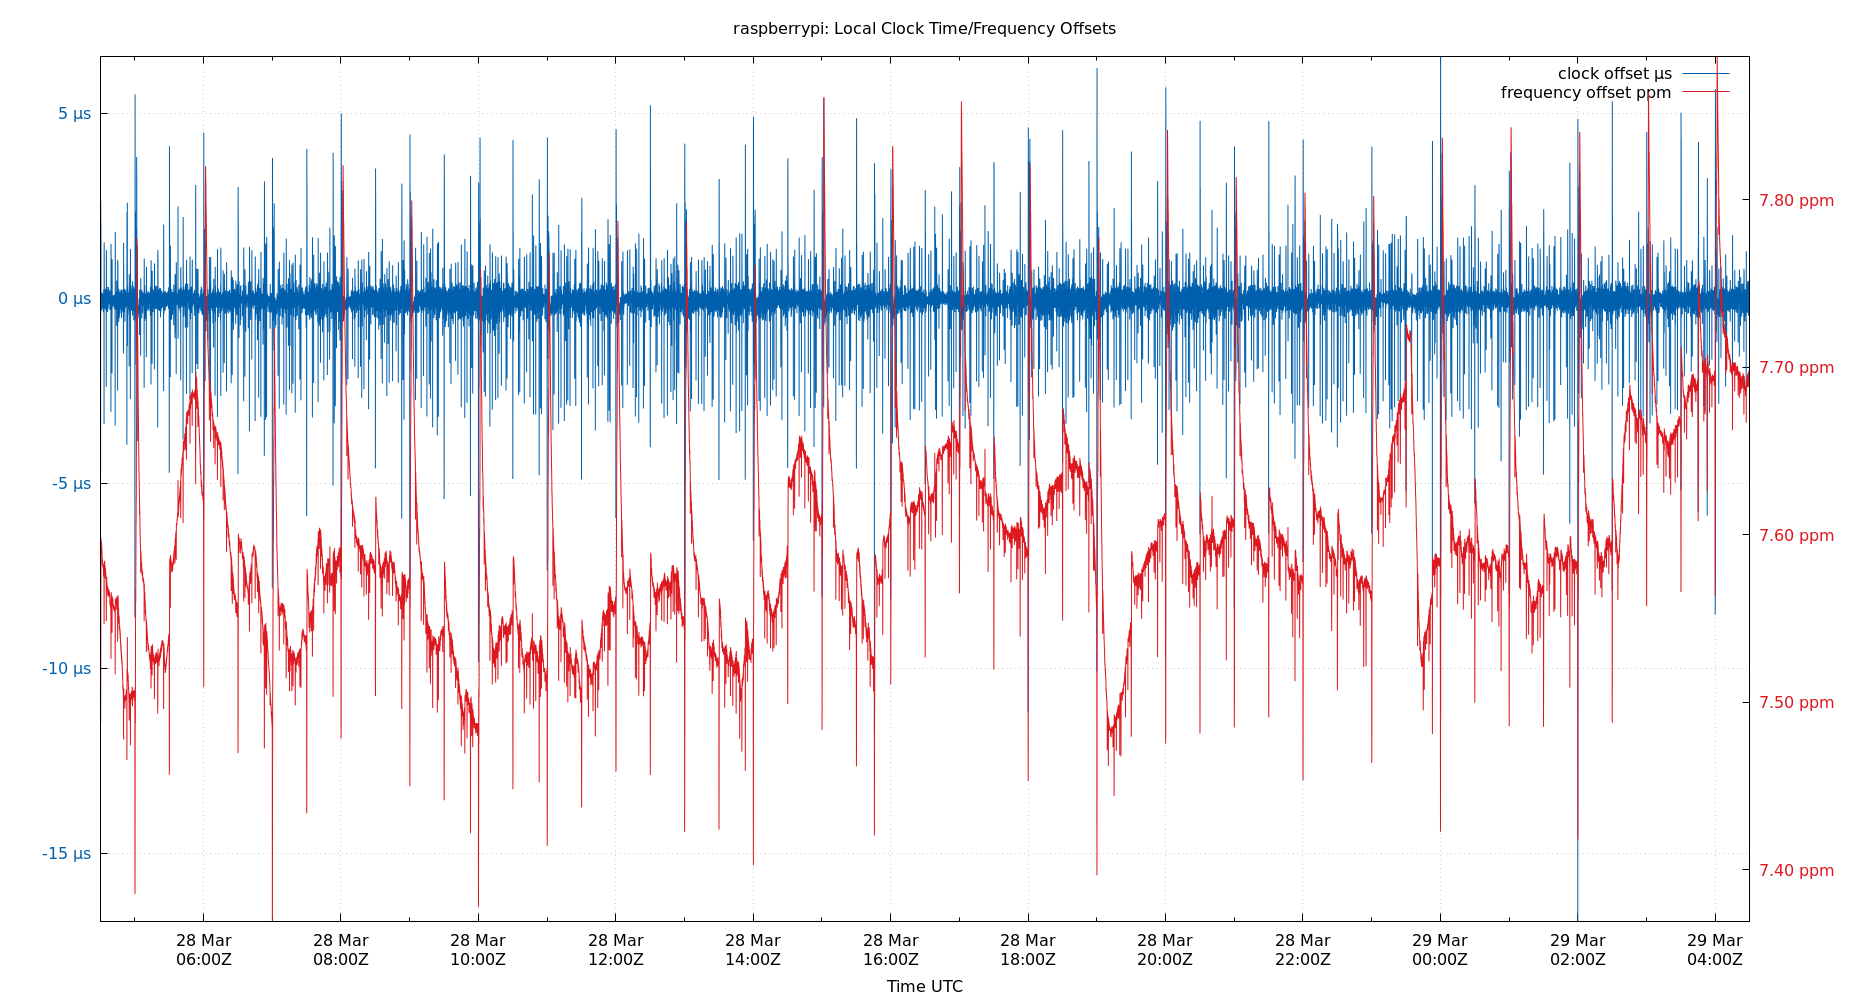 raspberrypi: Local Clock Time/Frequency Offsets
clock offset µs
frequency offset ppm
5 µs
0 µs
-5 µs
-10 µs
-15 µs
7.80 ppm
7.70 ppm
7.60 ppm
7.50 ppm
7.40 ppm
28 Mar
06:00Z
28 Mar
08:00Z
28 Mar
10:00Z
28 Mar
12:00Z
28 Mar
14:00Z
28 Mar
16:00Z
28 Mar
18:00Z
28 Mar
20:00Z
28 Mar
22:00Z
29 Mar
00:00Z
29 Mar
02:00Z
29 Mar
04:00Z
Time UTC